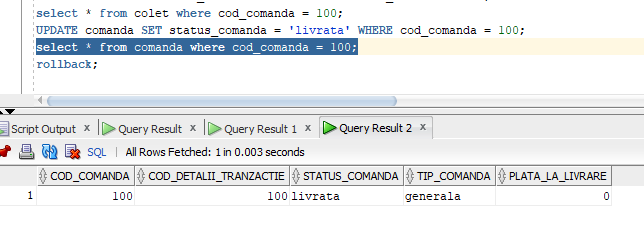 select * from colet where cod_comanda = 100;
UPDATE comanda SET status_comanda = 'livrata' WHERE cod_comanda = 100;
select * from comanda where cod_comanda = 100;
rollback;
Script Output x Query Result x Query Result 1 x Query Result 2 x
SQL | All Rows Fetched: 1 in 0.003 seconds
COD_COMANDA COD_DETALII_TRANZACTIE STATUS_COMANDA TIP_COMANDA PLATA_LA_LIVRARE
1 100 100 livrata generala 0